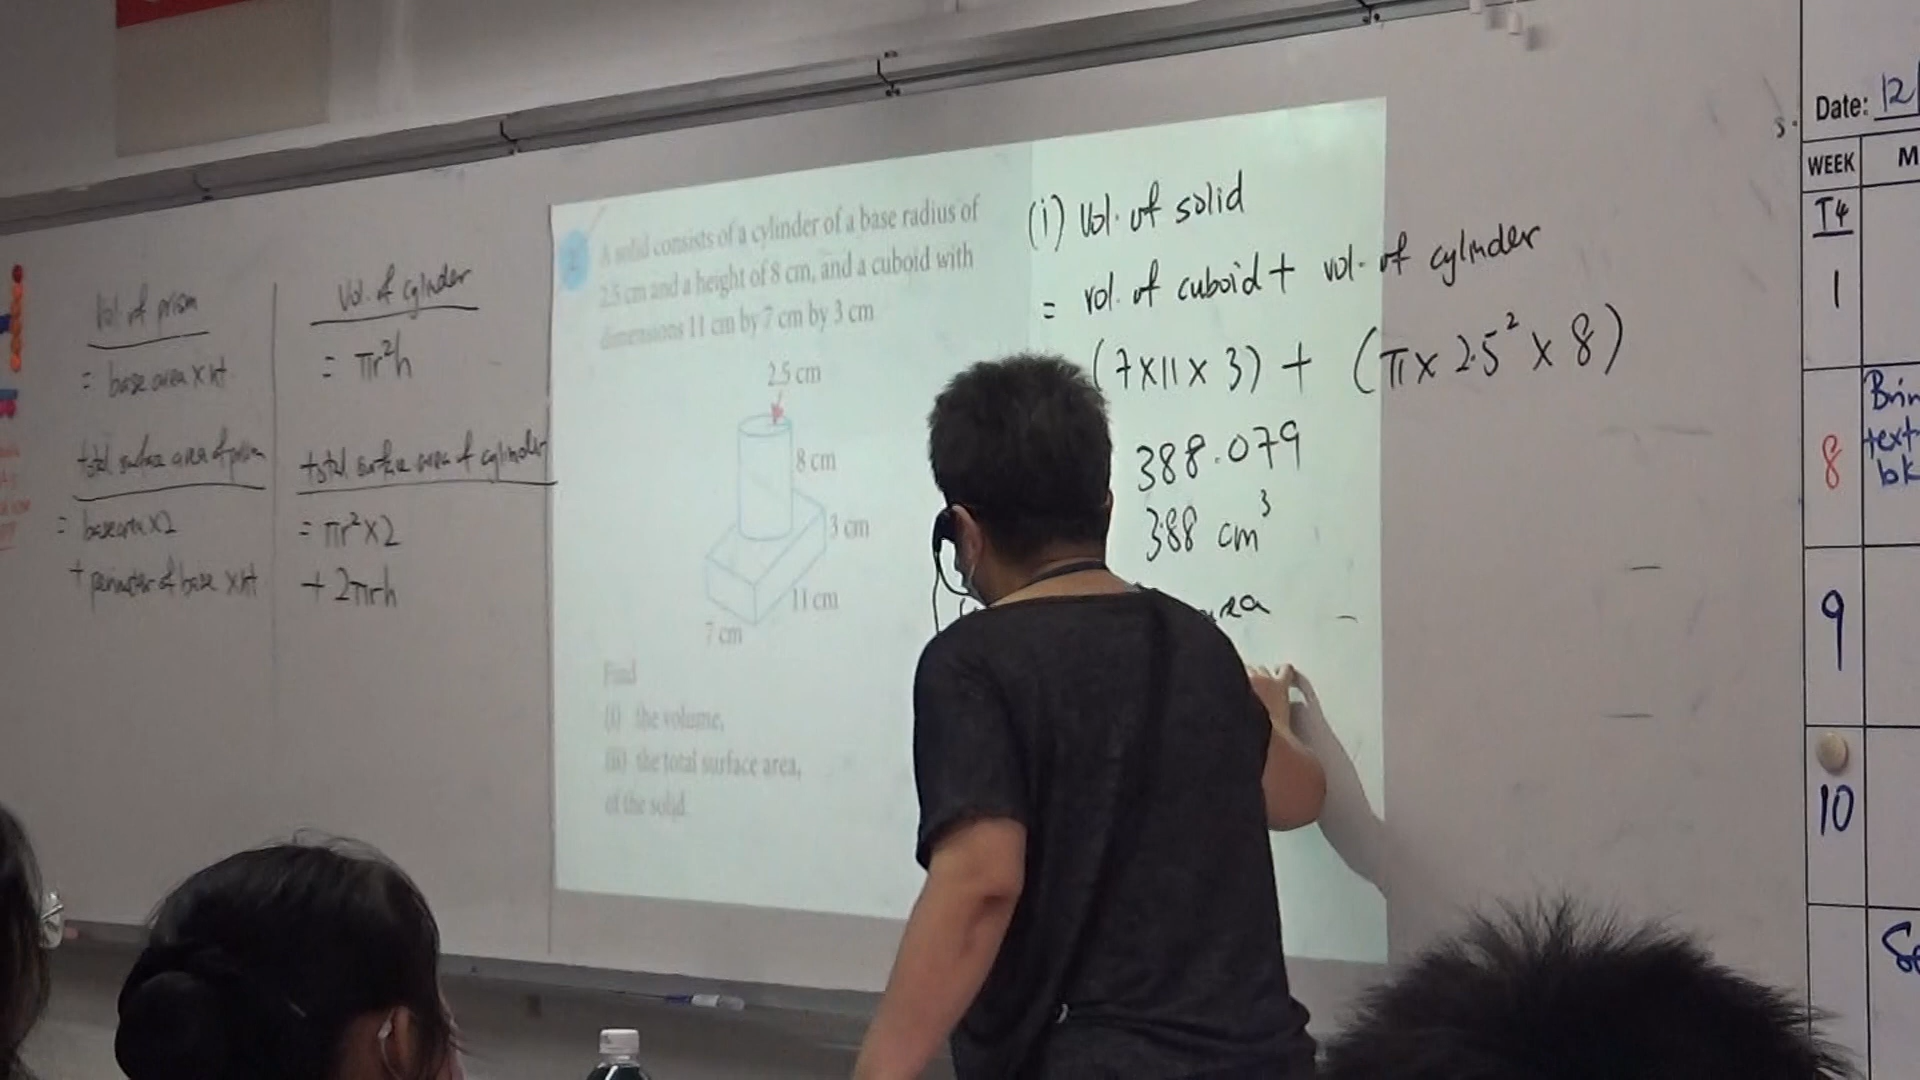 Vol. of prism
= base area x ht
total surface area of prism
= base area x 2
+ perimeter of base x ht
Vol. of cylinder
= πr²h
total surface area of cylinder
= πr² x 2
+ 2πrh
A solid consists of a cylinder of a base radius of
2.5 cm and a height of 8 cm, and a cuboid with
dimensions 11 cm by 7 cm by 3 cm
2.5 cm
8 cm
3 cm
11 cm
7 cm
Find
(i) the volume,
(ii) the total surface area,
of the solid.
(i) Vol. of solid
= vol. of cuboid + vol. of cylinder
(7 x 11 x 3) + (π x 2.5² x 8)
388.079
388 cm³
Date: 12/
WEEK M
T4
1
8
Brin
text
bk
9
10